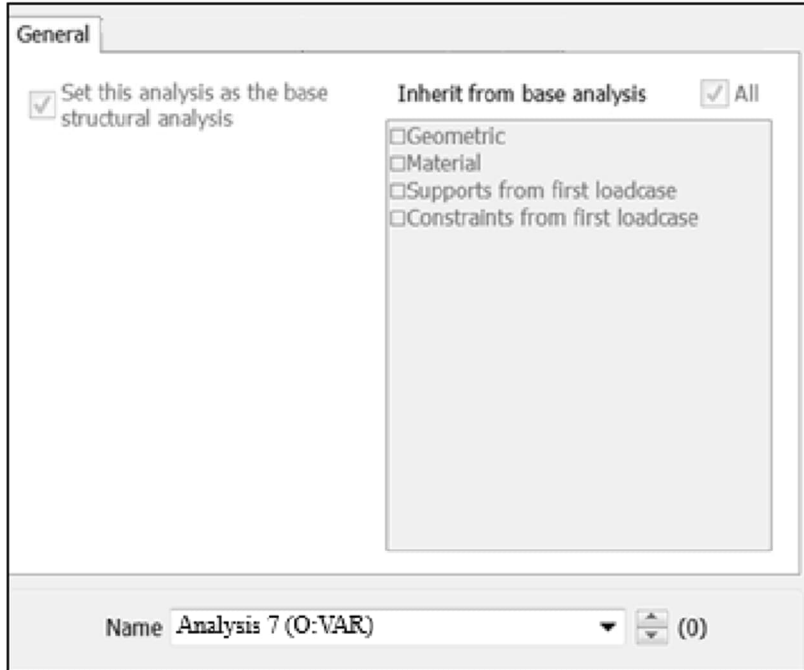 General
Set this analysis as the base
structural analysis
Inherit from base analysis
All
Geometric
Material
Supports from first loadcase
Constraints from first loadcase
Name Analysis 7 (O:VAR) (0)